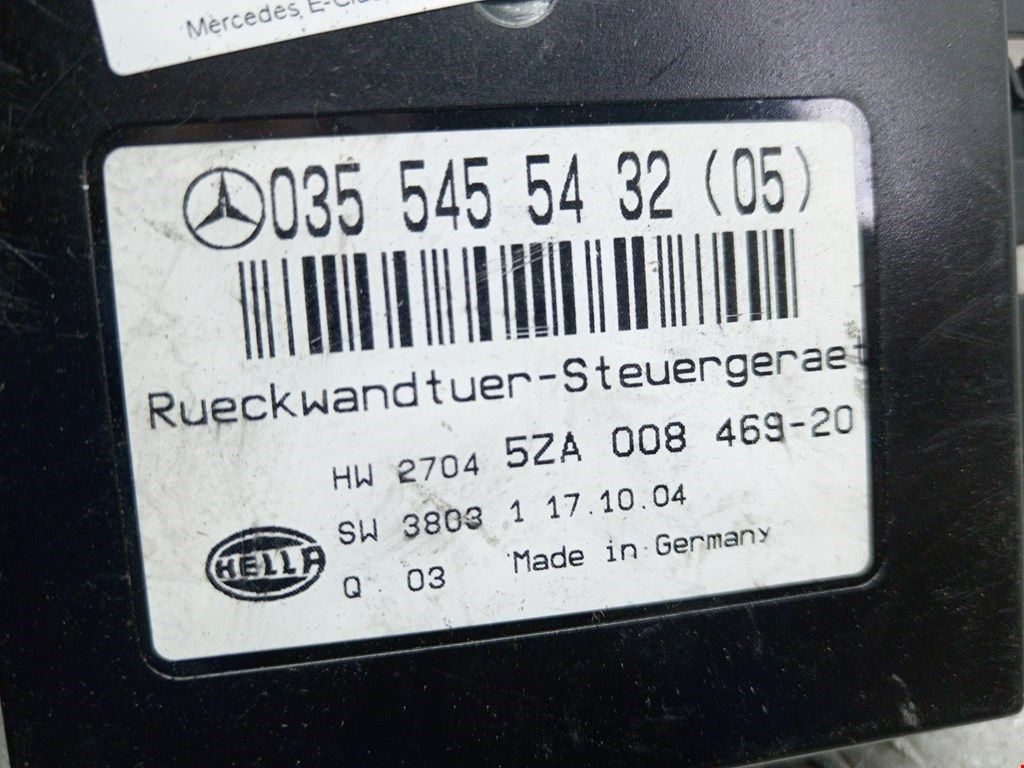 Mercedes E-Cla
035 545 54 32 (05)
Rueckwandtuer-Steuergeraet
HW 2704 5ZA 008 469-20
SW 3803 1 17.10.04
HELLA
Q 03 Made in Germany